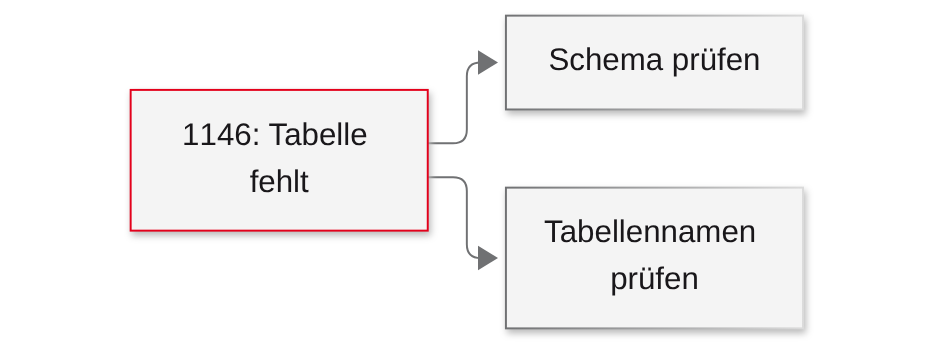 1146: Tabelle
fehlt
Schema prüfen
Tabellennamen
prüfen